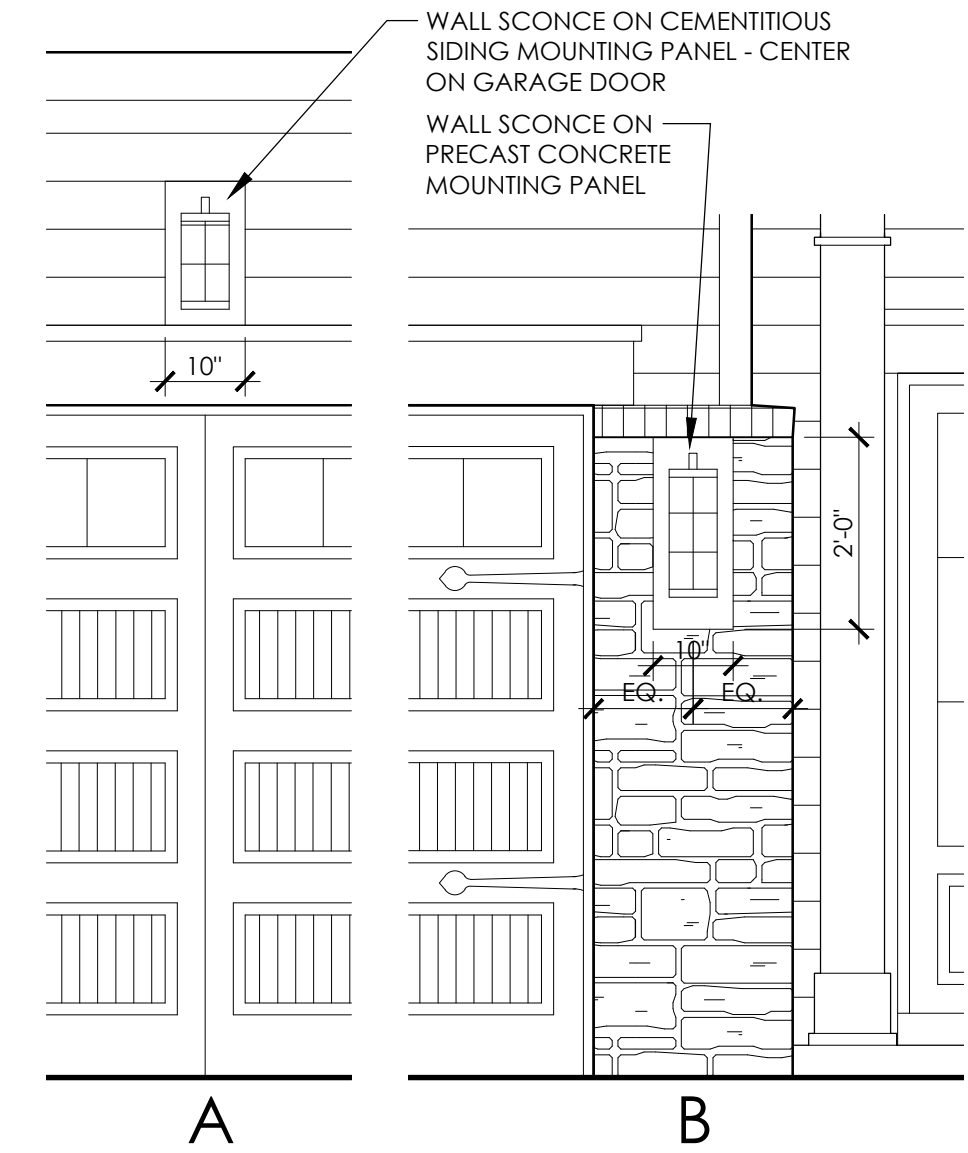 WALL SCONCE ON CEMENTITIOUS
SIDING MOUNTING PANEL - CENTER
ON GARAGE DOOR
WALL SCONCE ON
PRECAST CONCRETE
MOUNTING PANEL
10"
2'-0"
10"
EQ.
EQ.
A
B